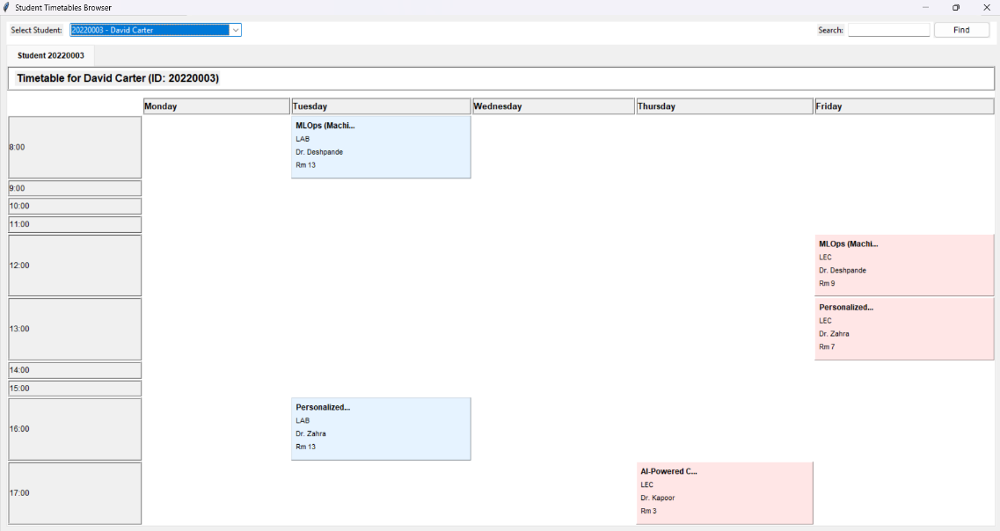 Student Timetables Browser
Select Student: 20220003 - David Carter Search: Find
Student 20220003
Timetable for David Carter (ID: 20220003)
Monday Tuesday Wednesday Thursday Friday
8:00
MLOps (Machi...
LAB
Dr. Deshpande
Rm 13
9:00
10:00
11:00
12:00
MLOps (Machi...
LEC
Dr. Deshpande
Rm 9
13:00
Personalized...
LEC
Dr. Zahra
Rm 7
14:00
15:00
16:00
Personalized...
LAB
Dr. Zahra
Rm 13
17:00
AI-Powered C...
LEC
Dr. Kapoor
Rm 3